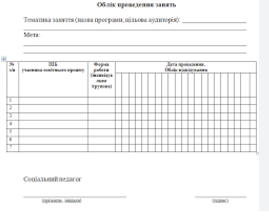 Облік проведення занять
Тематика заняття (назва програми, цільова аудиторія):
Мета:
№ з/п
ПІБ
(учасника освітнього процесу)
Форма
роботи
(індивідуальна
/групова)
Дата проведення.
Облік відвідування
1
2
3
4
5
6
7
Соціальний педагог
(прізвище, ініціали) (підпис)